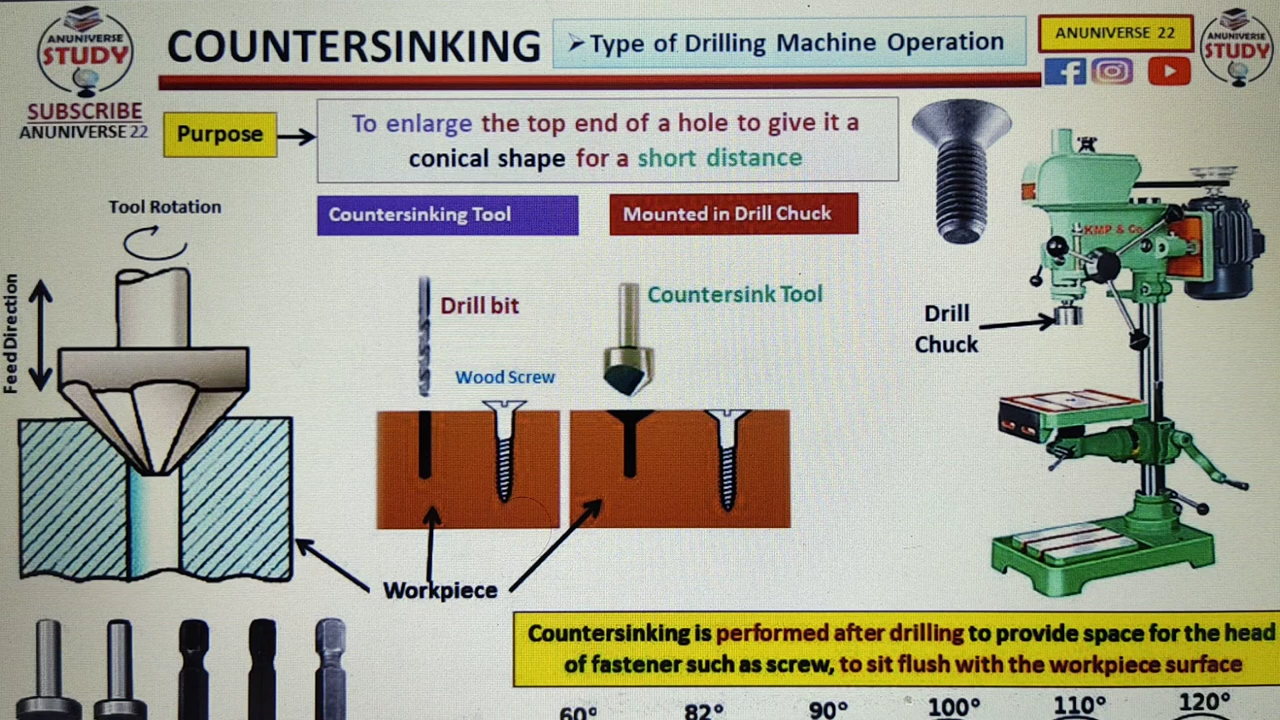 ANUNIVERSE
STUDY
SUBSCRIBE
ANUNIVERSE 22
COUNTERSINKING
➢Type of Drilling Machine Operation
ANUNIVERSE 22
ANUNIVERSE
STUDY
Purpose
To enlarge the top end of a hole to give it a
conical shape for a short distance
Countersinking Tool
Mounted in Drill Chuck
Tool Rotation
Feed Direction
Drill bit
Countersink Tool
Wood Screw
KMP & Co.
Drill
Chuck
Workpiece
Countersinking is performed after drilling to provide space for the head
of fastener such as screw, to sit flush with the workpiece surface
60° 82° 90° 100° 110° 120°